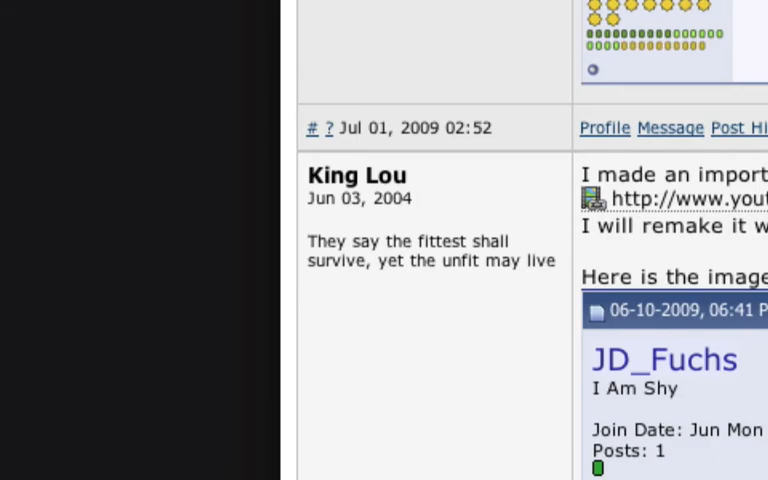 # ? Jul 01, 2009 02:52
Profile Message Post Hi
King Lou
Jun 03, 2004
They say the fittest shall
survive, yet the unfit may live
I made an import
http://www.yout
I will remake it w
Here is the image
06-10-2009, 06:41 P
JD_Fuchs
I Am Shy
Join Date: Jun Mon
Posts: 1